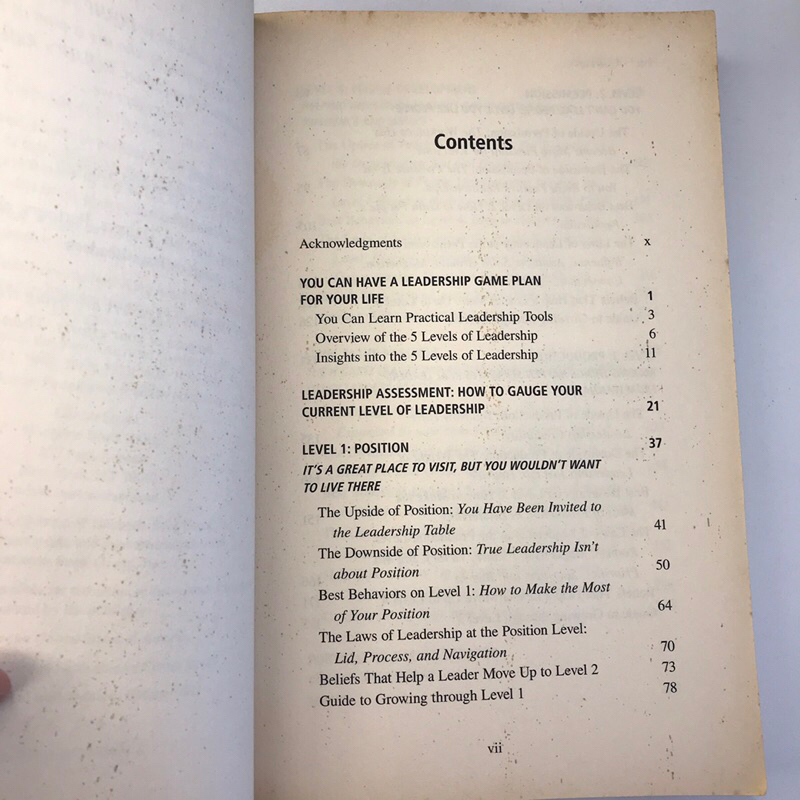 Contents
Acknowledgments x
YOU CAN HAVE A LEADERSHIP GAME PLAN
FOR YOUR LIFE 1
You Can Learn Practical Leadership Tools 3
Overview of the 5 Levels of Leadership 6
Insights into the 5 Levels of Leadership 11
LEADERSHIP ASSESSMENT: HOW TO GAUGE YOUR
CURRENT LEVEL OF LEADERSHIP 21
LEVEL 1: POSITION 37
IT'S A GREAT PLACE TO VISIT, BUT YOU WOULDN'T WANT
TO LIVE THERE
The Upside of Position: You Have Been Invited to
the Leadership Table 41
The Downside of Position: True Leadership Isn't
about Position 50
Best Behaviors on Level 1: How to Make the Most
of Your Position 64
The Laws of Leadership at the Position Level:
Lid, Process, and Navigation 70
Beliefs That Help a Leader Move Up to Level 2 73
Guide to Growing through Level 1 78
vii